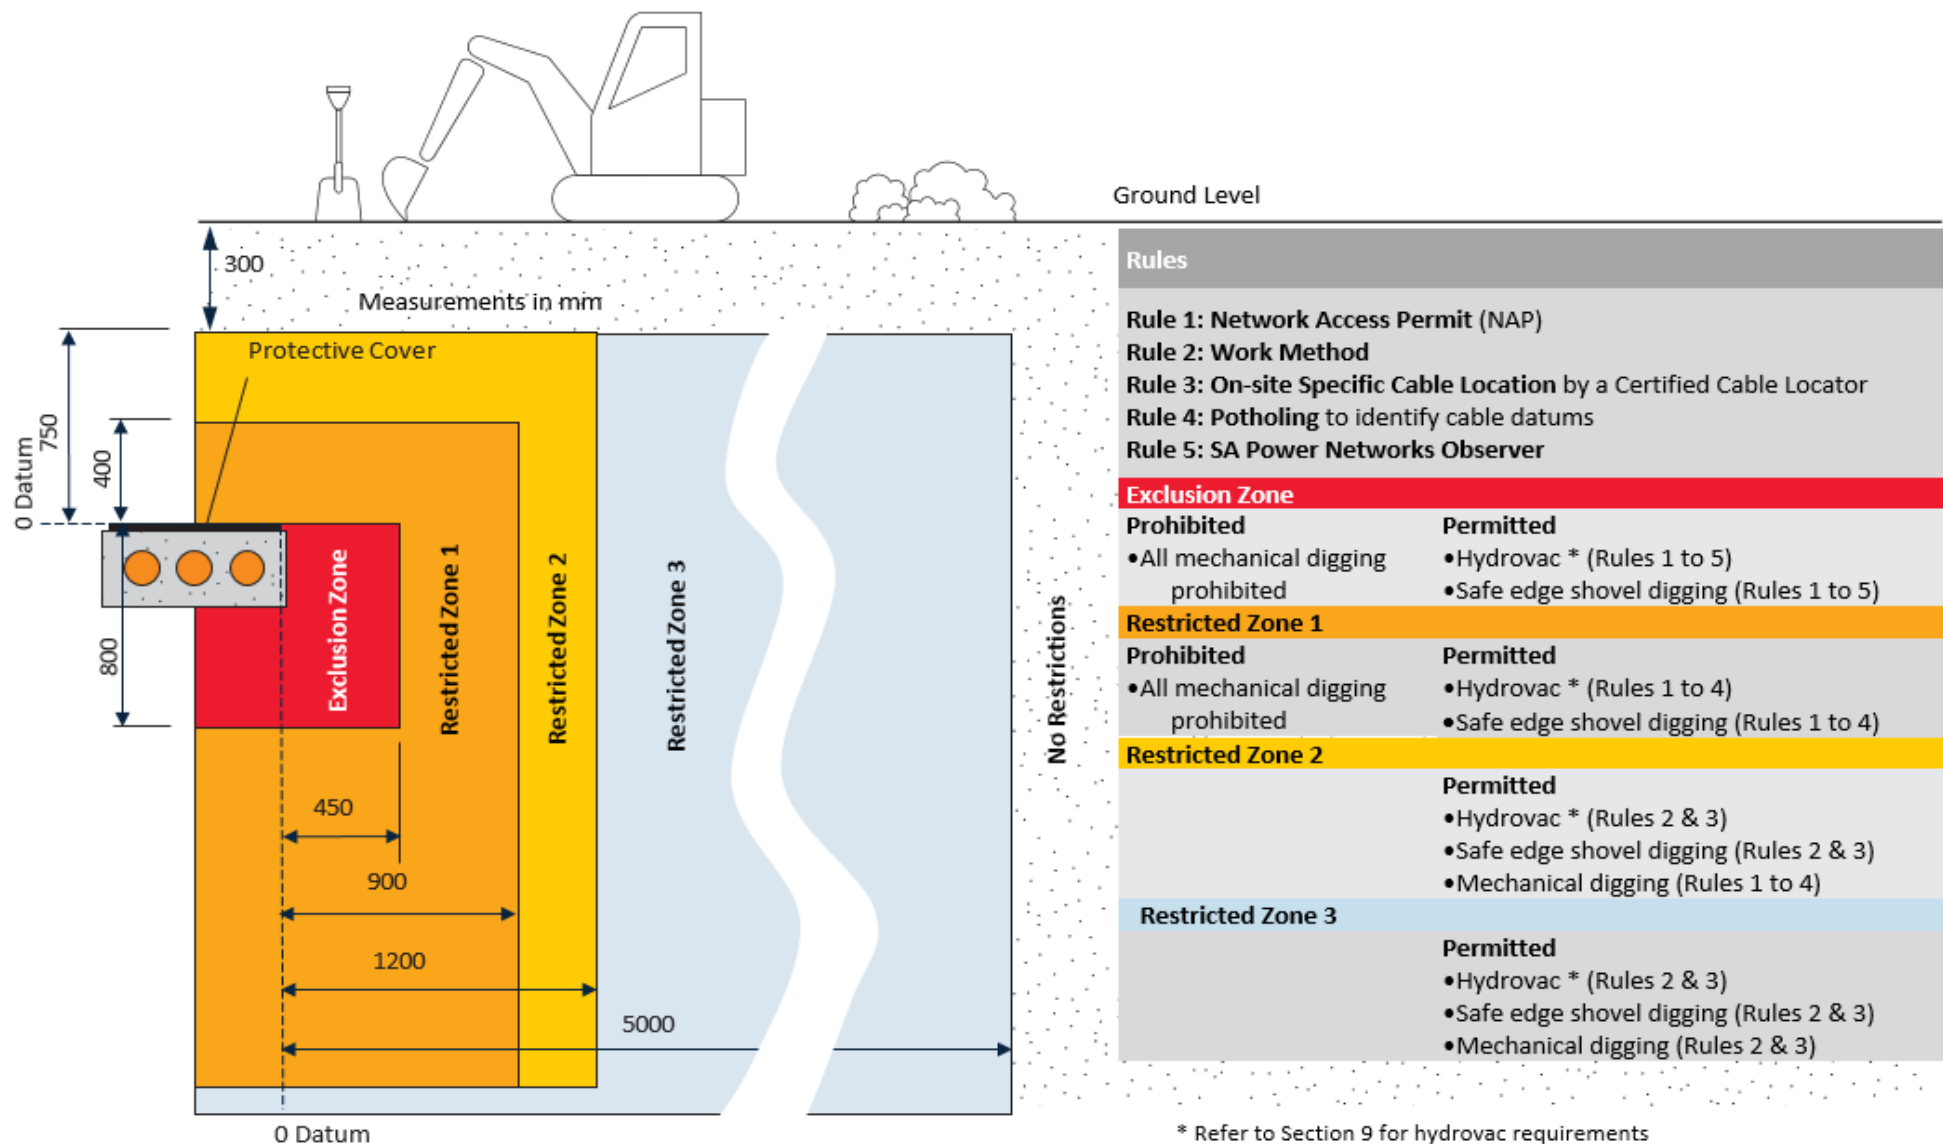 Ground Level
300
Measurements in mm
Protective Cover
750
400
0 Datum
800
Exclusion Zone
Restricted Zone 1
Restricted Zone 2
Restricted Zone 3
No Restrictions
450
900
1200
5000
0 Datum
Rules
Rule 1: Network Access Permit (NAP)
Rule 2: Work Method
Rule 3: On-site Specific Cable Location by a Certified Cable Locator
Rule 4: Potholing to identify cable datums
Rule 5: SA Power Networks Observer
Exclusion Zone
Prohibited
•All mechanical digging
prohibited
Permitted
•Hydrovac * (Rules 1 to 5)
•Safe edge shovel digging (Rules 1 to 5)
Restricted Zone 1
Prohibited
•All mechanical digging
prohibited
Permitted
•Hydrovac * (Rules 1 to 4)
•Safe edge shovel digging (Rules 1 to 4)
Restricted Zone 2
Permitted
•Hydrovac * (Rules 2 & 3)
•Safe edge shovel digging (Rules 2 & 3)
•Mechanical digging (Rules 1 to 4)
Restricted Zone 3
Permitted
•Hydrovac * (Rules 2 & 3)
•Safe edge shovel digging (Rules 2 & 3)
•Mechanical digging (Rules 2 & 3)
* Refer to Section 9 for hydrovac requirements